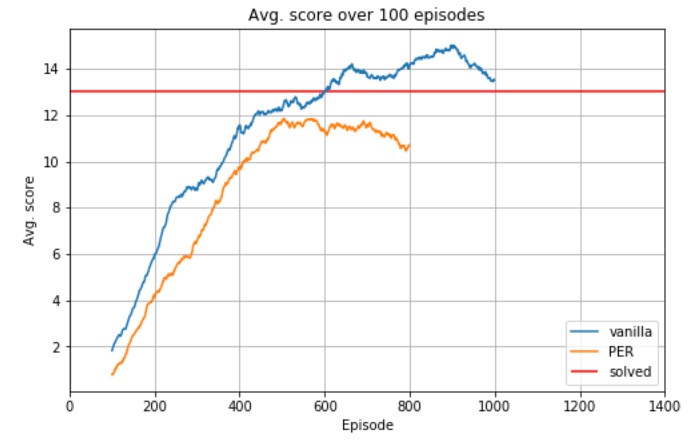 Avg. score over 100 episodes
Avg. score
14
12
10
8
6
4
2
0 200 400 600 800 1000 1200 1400
Episode
vanilla
PER
solved